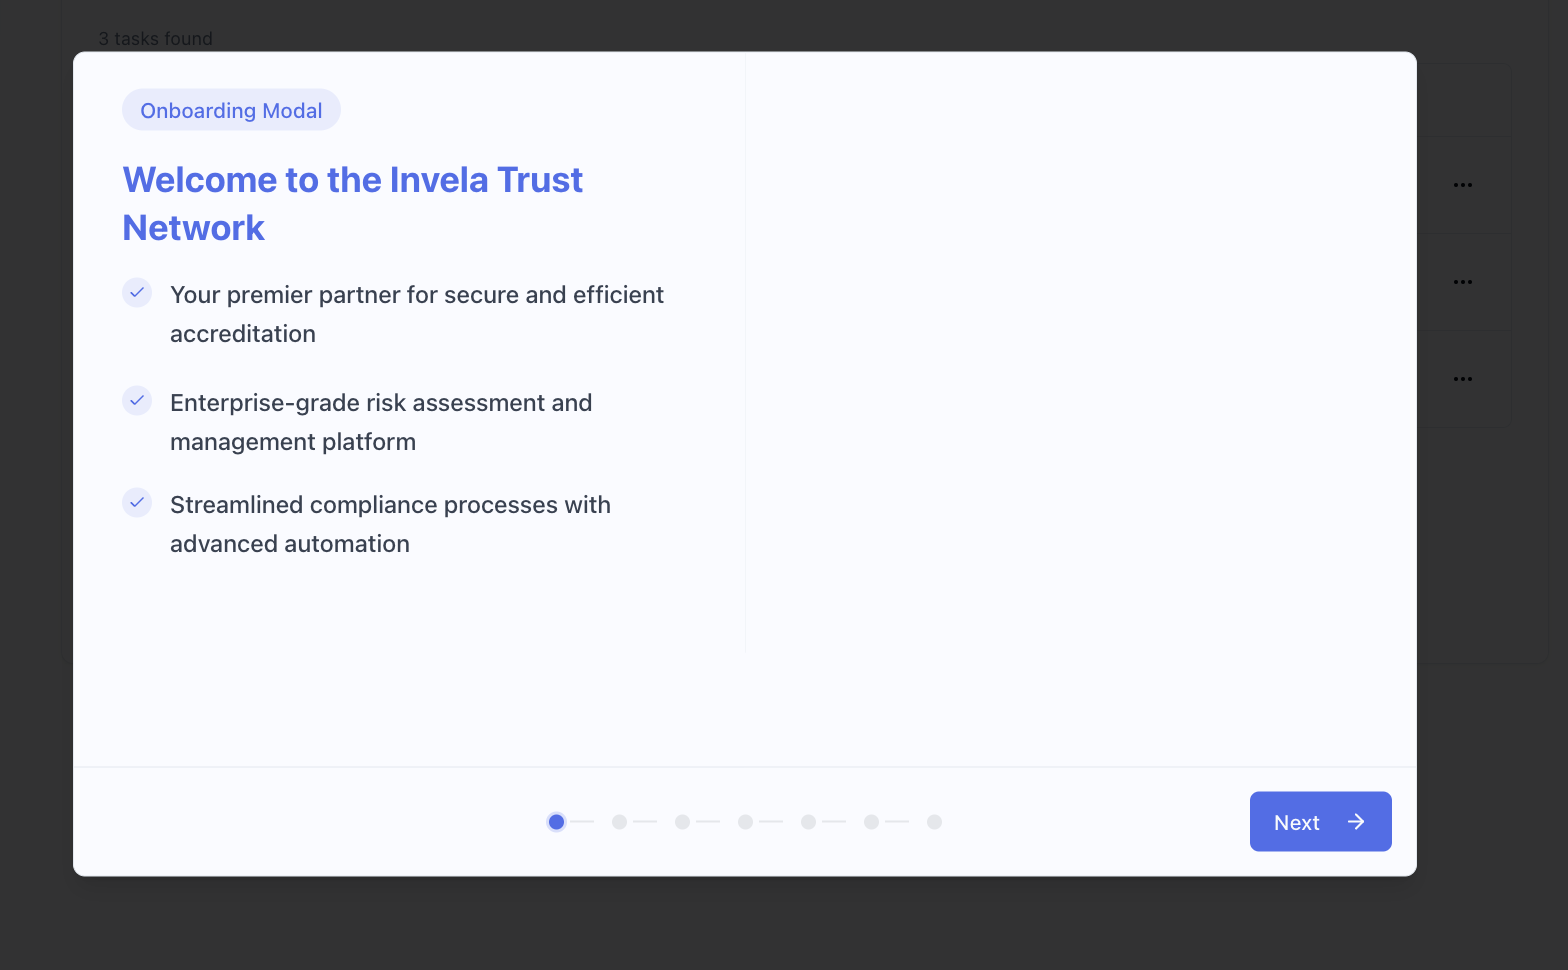 3 tasks found
Onboarding Modal
Welcome to the Invela Trust
Network
Your premier partner for secure and efficient
accreditation
Enterprise-grade risk assessment and
management platform
Streamlined compliance processes with
advanced automation
Next